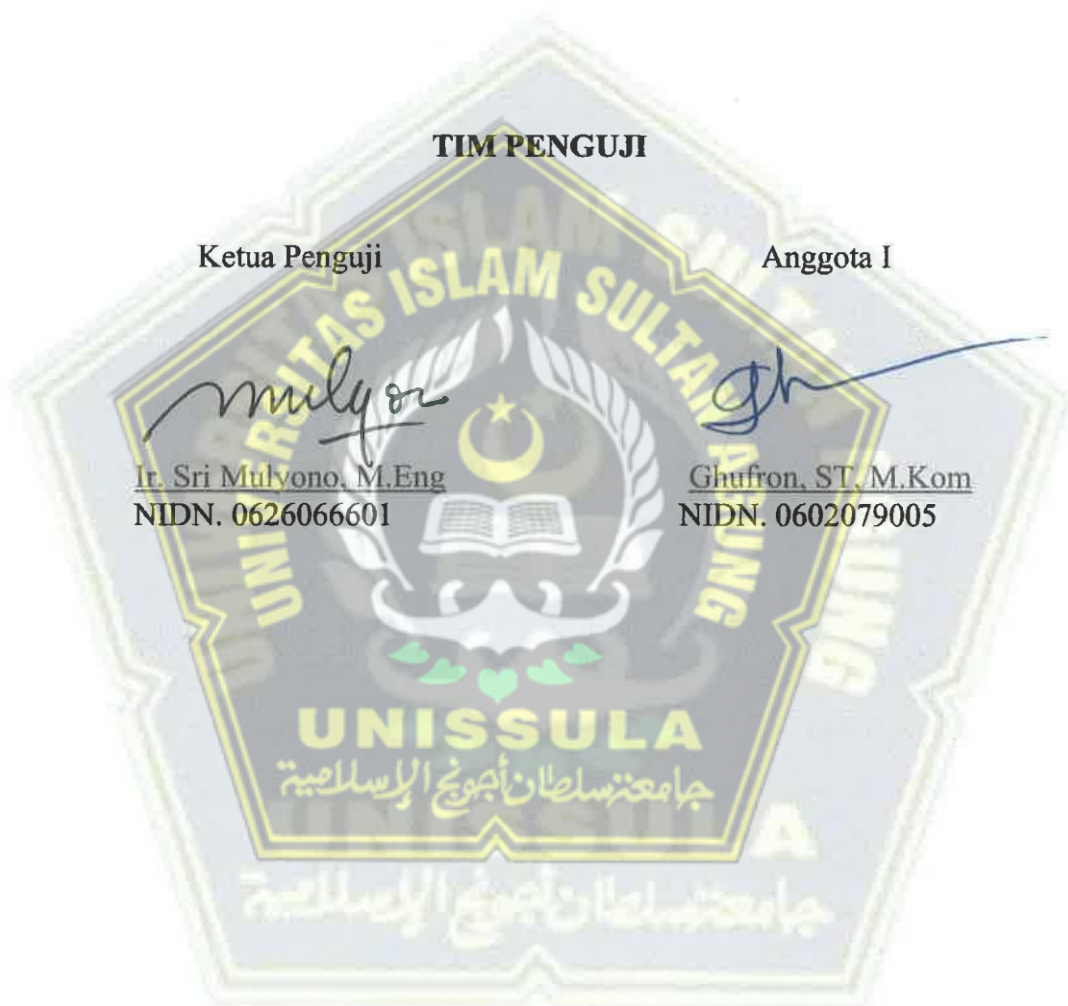 TIM PENGUJI
Ketua Penguji
Anggota I
Ir. Sri Mulyono, M.Eng
NIDN. 0626066601
Ghufron, ST, M.Kom
NIDN. 0602079005
UNIVERSITAS ISLAM SULTAN AGUNG
UNISSULA
جامعة سلطان أجونج الإسلامية